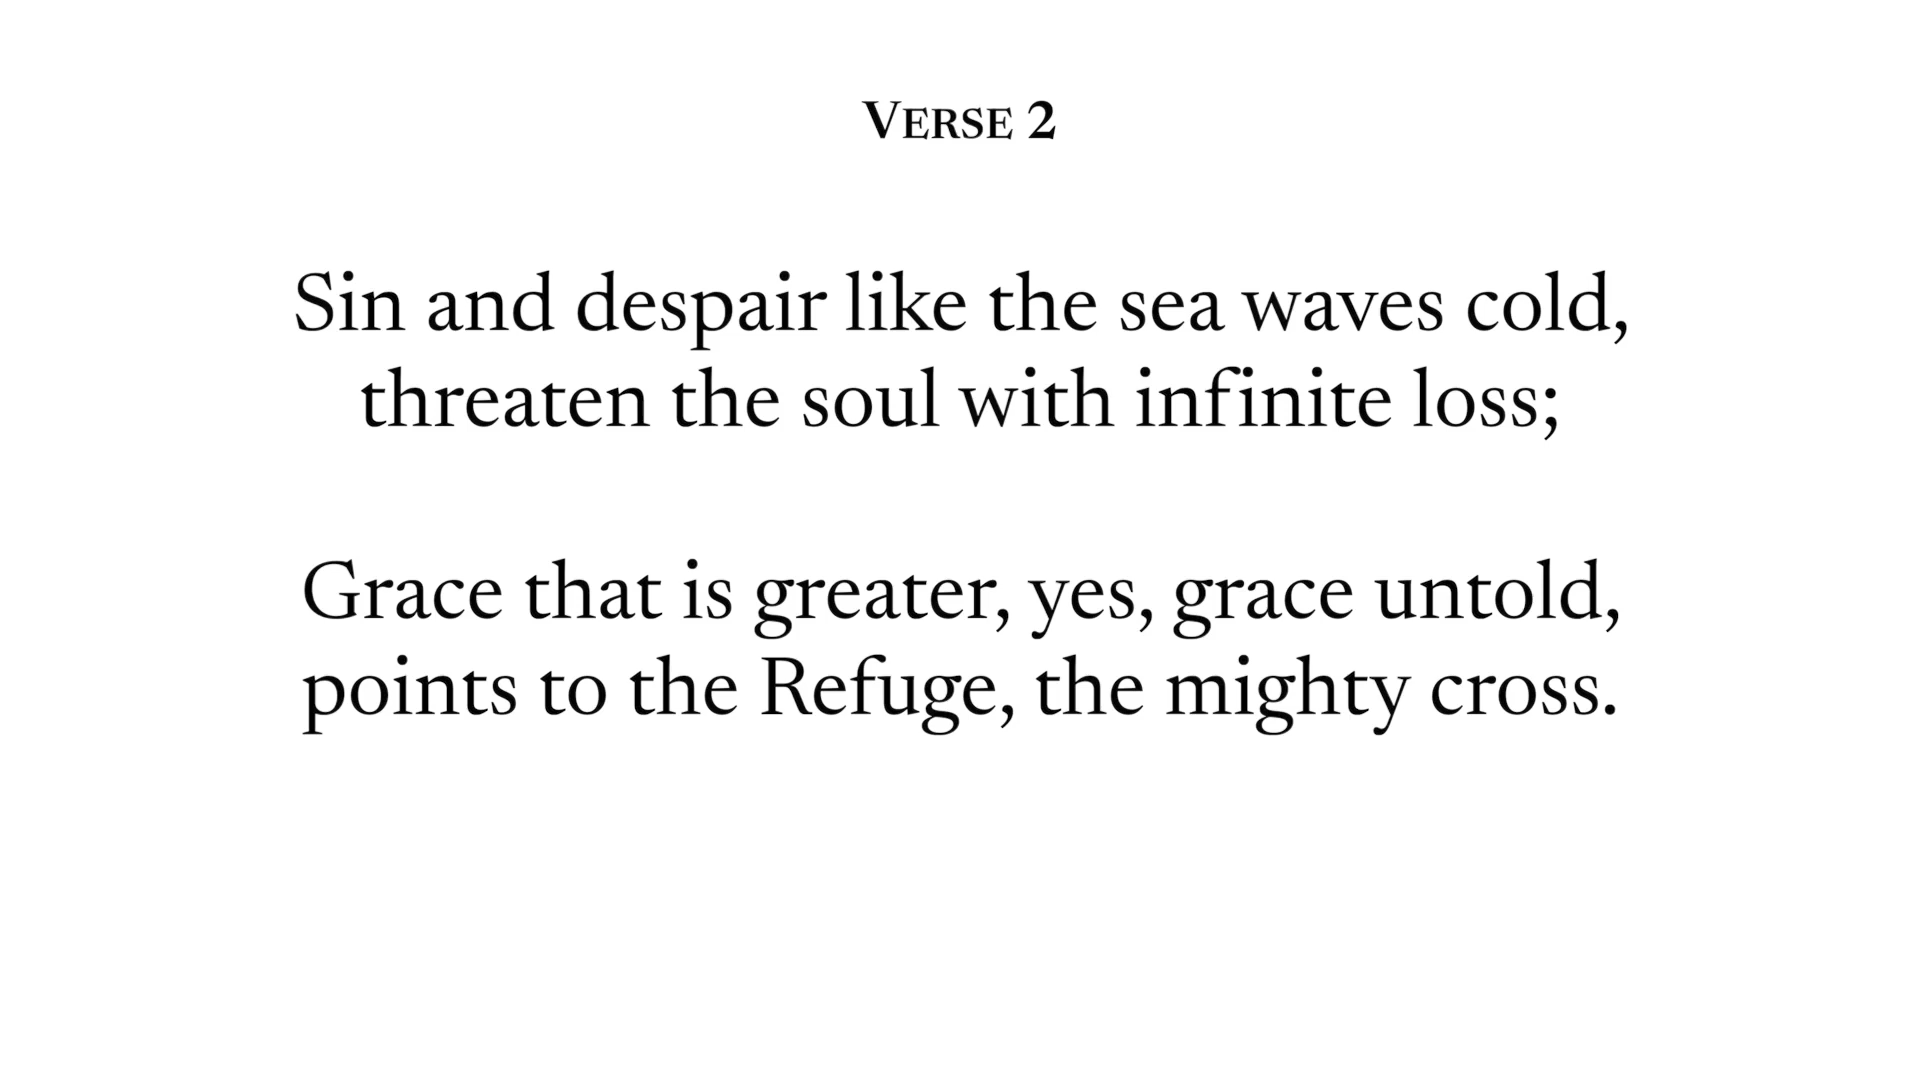 Verse 2
Sin and despair like the sea waves cold,
threaten the soul with infinite loss;
Grace that is greater, yes, grace untold,
points to the Refuge, the mighty cross.